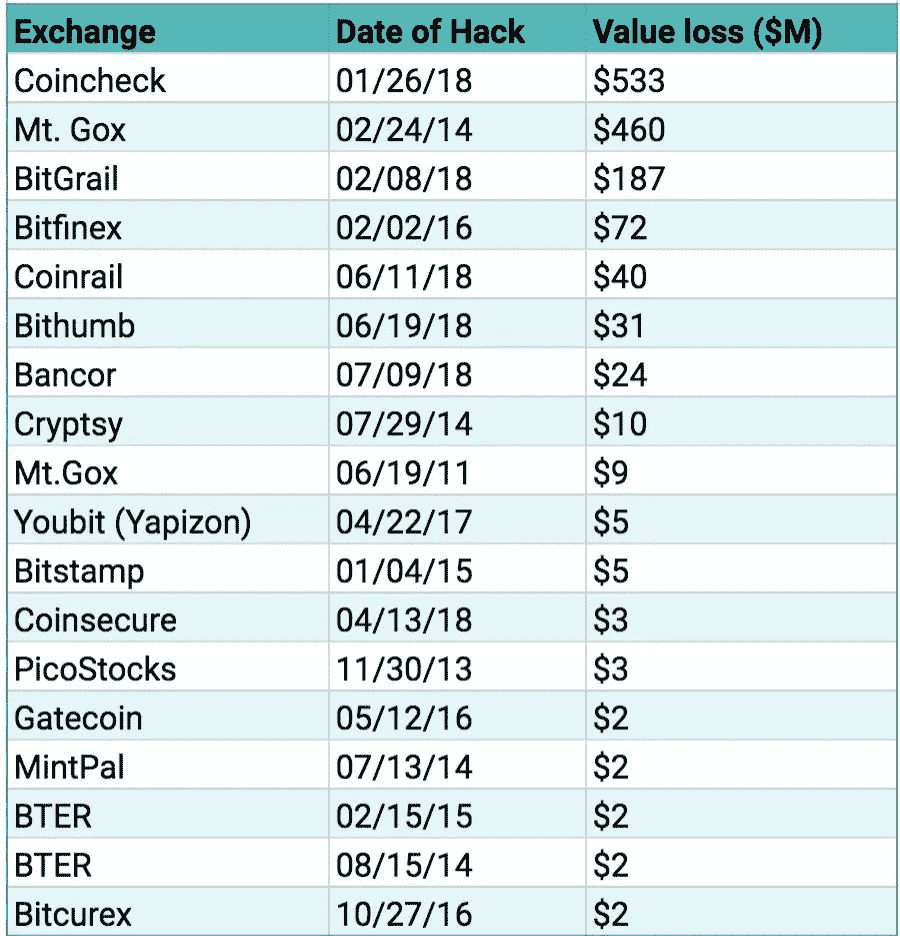 Exchange Date of Hack Value loss ($M)
Coincheck 01/26/18 $533
Mt. Gox 02/24/14 $460
BitGrail 02/08/18 $187
Bitfinex 02/02/16 $72
Coinrail 06/11/18 $40
Bithumb 06/19/18 $31
Bancor 07/09/18 $24
Cryptsy 07/29/14 $10
Mt.Gox 06/19/11 $9
Youbit (Yapizon) 04/22/17 $5
Bitstamp 01/04/15 $5
Coinsecure 04/13/18 $3
PicoStocks 11/30/13 $3
Gatecoin 05/12/16 $2
MintPal 07/13/14 $2
BTER 02/15/15 $2
BTER 08/15/14 $2
Bitcurex 10/27/16 $2